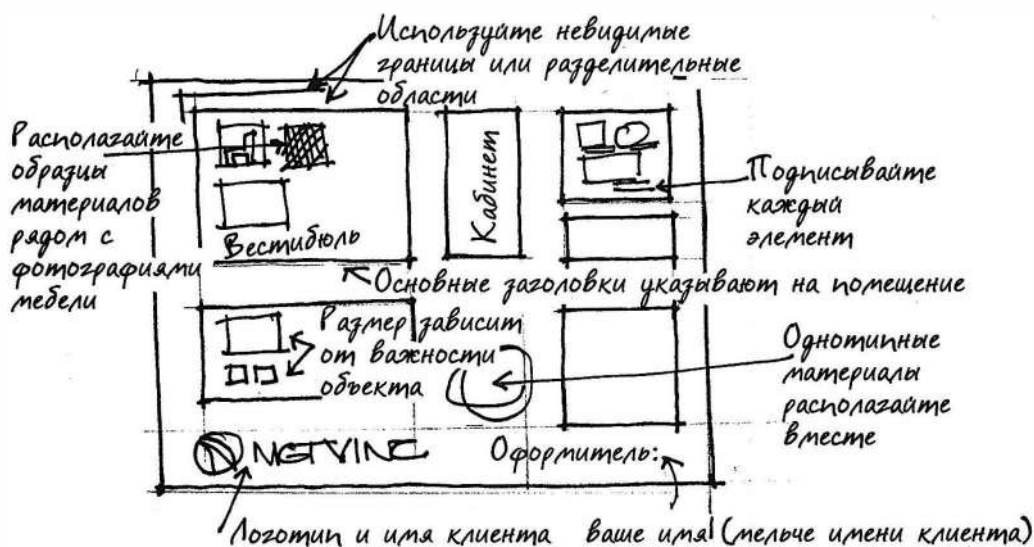 Используйте невидимые
границы или разделительные
области
Располагайте
образцы
материалов
рядом с
фотографиями
мебели
Вестибюль
Кабинет
Подписывайте
каждый
элемент
Основные заголовки указывают на помещение
Размер зависит
от важности
объекта
Однотипные
материалы
располагайте
вместе
Оформитель:
Логотип и имя клиента
ваше имя (мельче имени клиента)